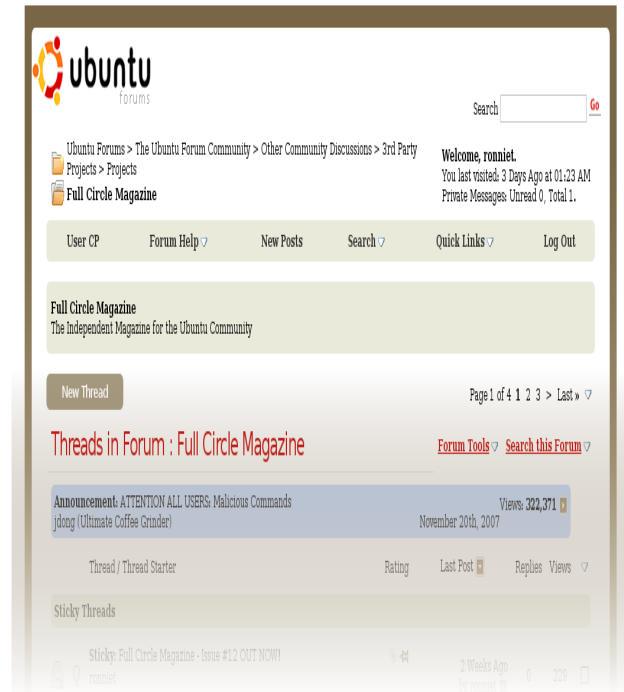 ubuntu
forums
Search Go
Ubuntu Forums > The Ubuntu Forum Community > Other Community Discussions > 3rd Party
Projects > Projects
Full Circle Magazine
Welcome, ronniet.
You last visited: 3 Days Ago at 01:23 AM
Private Messages: Unread 0, Total 1.
User CP Forum Help New Posts Search Quick Links Log Out
Full Circle Magazine
The Independent Magazine for the Ubuntu Community
New Thread
Page 1 of 4 1 2 3 > Last »
Threads in Forum : Full Circle Magazine
Forum Tools Search this Forum
Announcement: ATTENTION ALL USERS: Malicious Commands
Views: 322,371
jdong (Ultimate Coffee Grinder)
November 20th, 2007
Thread / Thread Starter Rating Last Post Replies Views
Sticky Threads
Sticky: Full Circle Magazine - Issue #12 OUT NOW!
ronniet
2 Weeks Ago
by ronniet
0 229